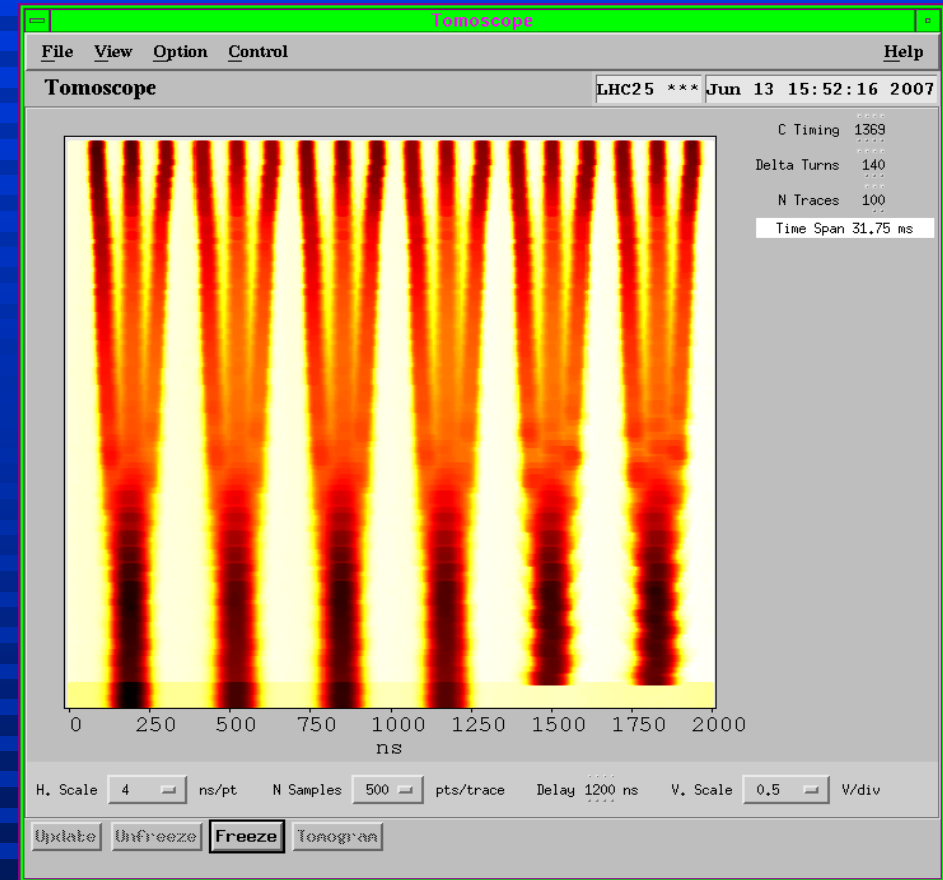 Tomoscope
File View Option Control Help
Tomoscope LHC25 *** Jun 13 15:52:16 2007
C Timing 1369
Delta Turns 140
N Traces 100
Time Span 31.75 ms
0 250 500 750 1000 1250 1500 1750 2000
ns
H. Scale 4 ns/pt N Samples 500 pts/trace Delay 1200 ns V. Scale 0.5 V/div
Update Unfreeze Freeze Tomogram